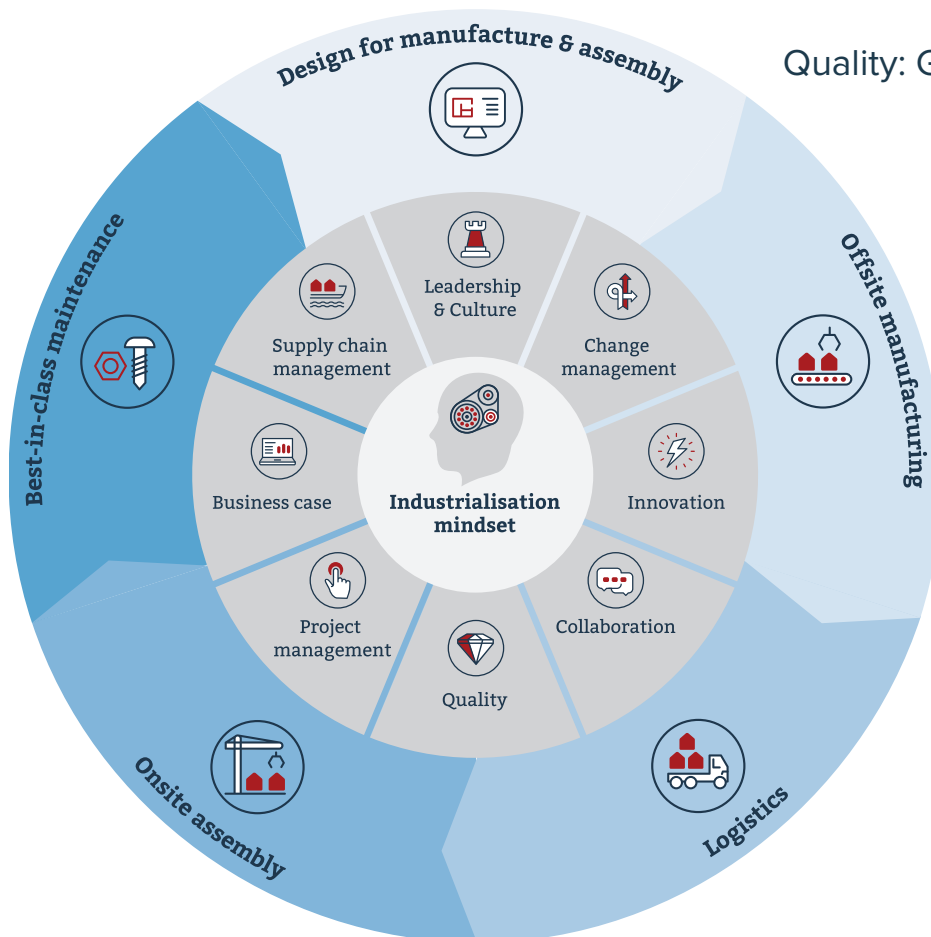 Design for manufacture & assembly
Quality: G
Offsite manufacturing
Logistics
Onsite assembly
Best-in-class maintenance
Leadership
& Culture
Change
management
Innovation
Collaboration
Quality
Project
management
Business case
Supply chain
management
Industrialisation
mindset